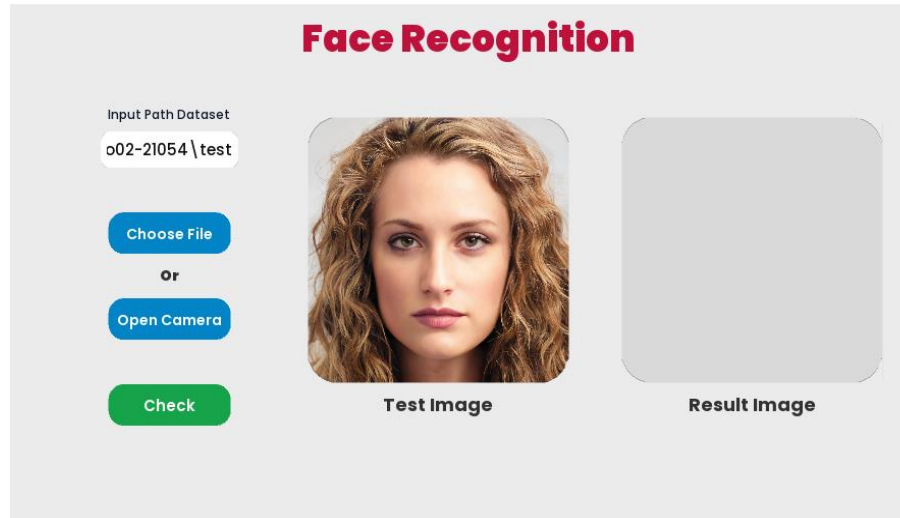 Face Recognition
Input Path Dataset
o02-21054\test
Choose File
Or
Open Camera
Check
Test Image
Result Image